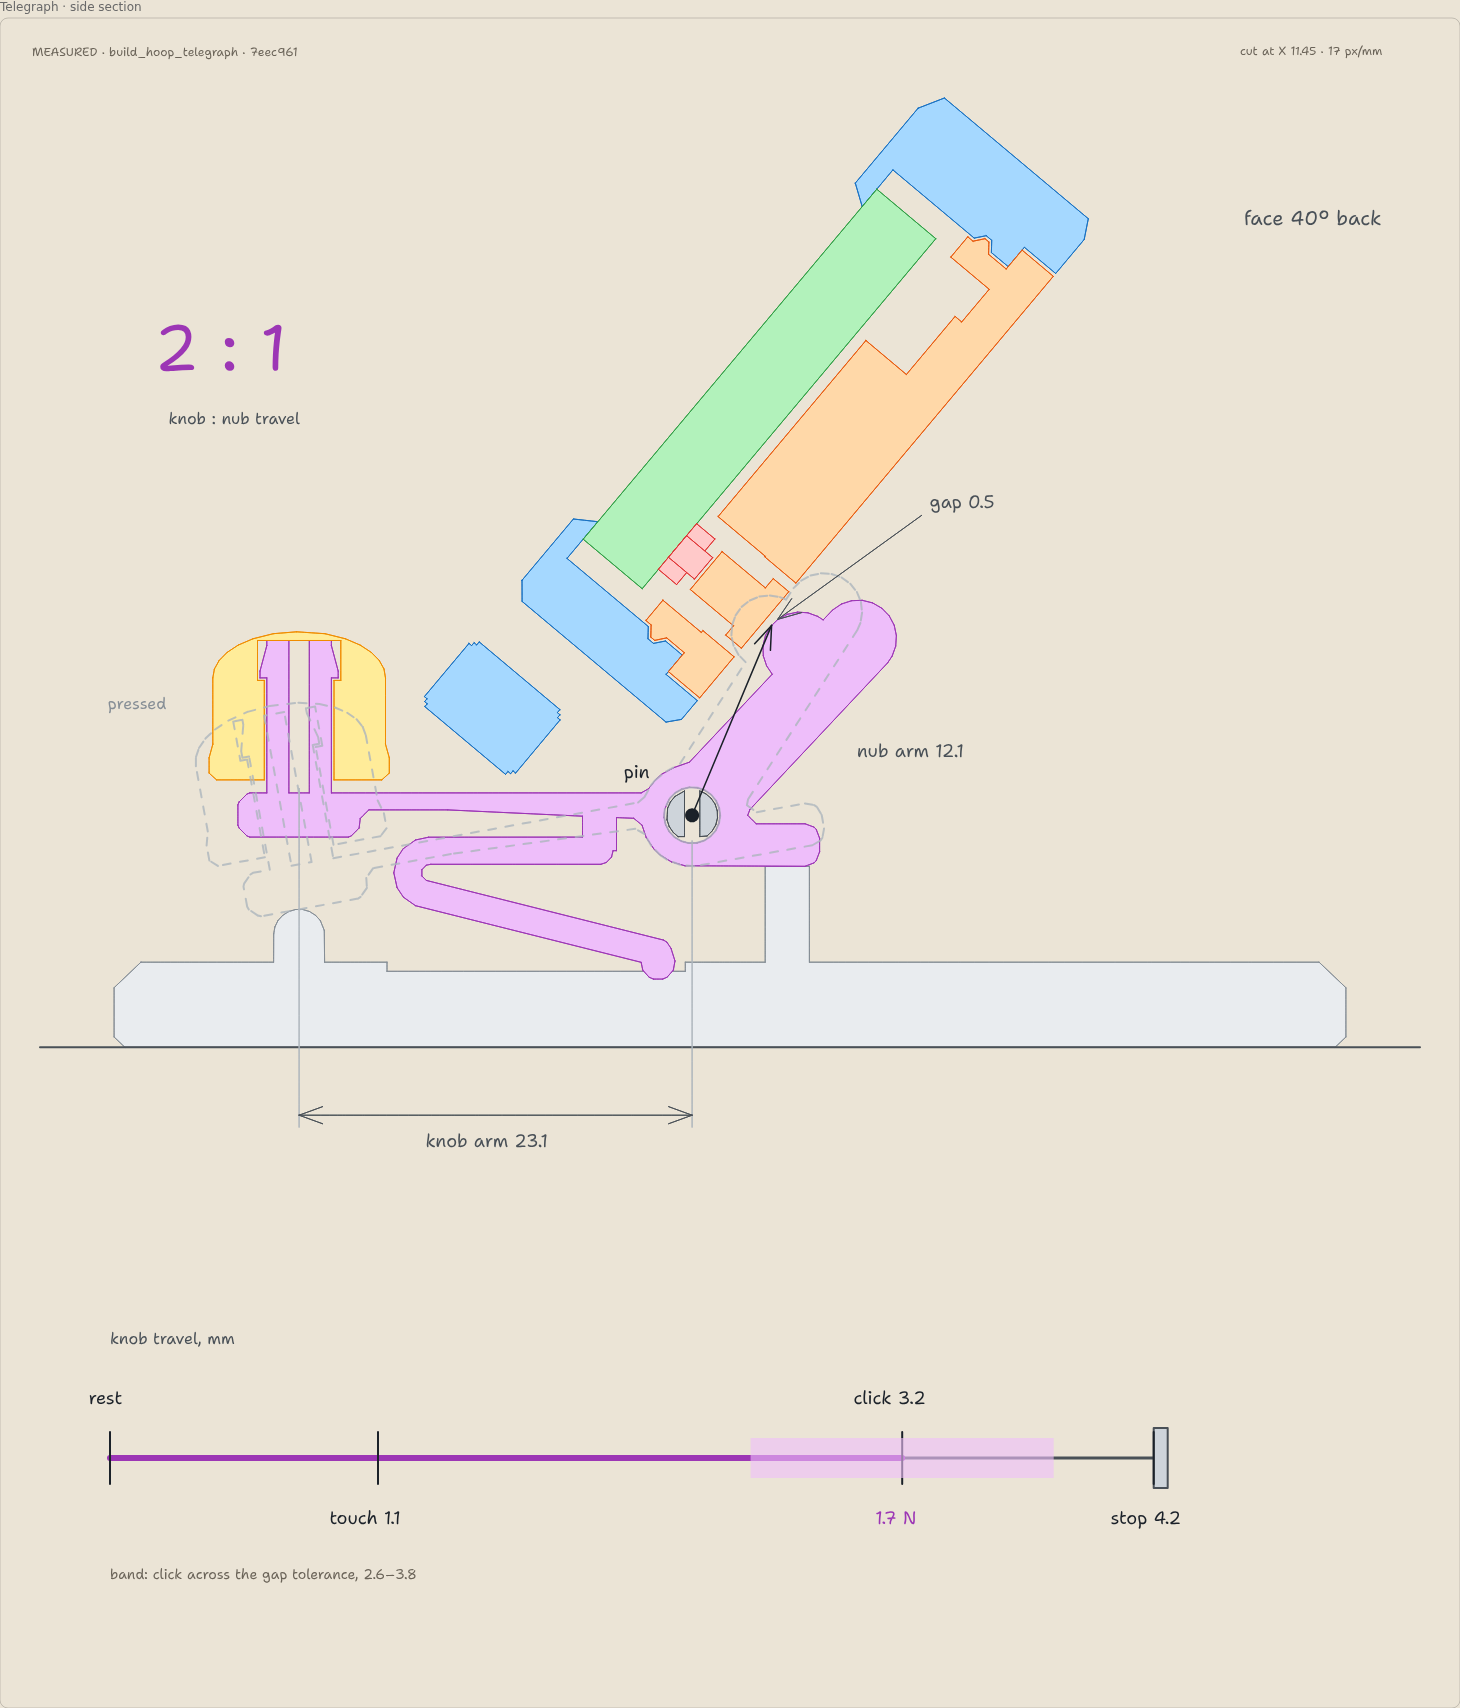 Telegraph · side section
MEASURED · build_hoop_telegraph · 7eec961
cut at X 11.45 · 17 px/mm
face 40° back
2 : 1
knob : nub travel
gap 0.5
pressed
nub arm 12.1
pin
knob arm 23.1
knob travel, mm
rest
click 3.2
touch 1.1
1.7 N
stop 4.2
band: click across the gap tolerance, 2.6–3.8